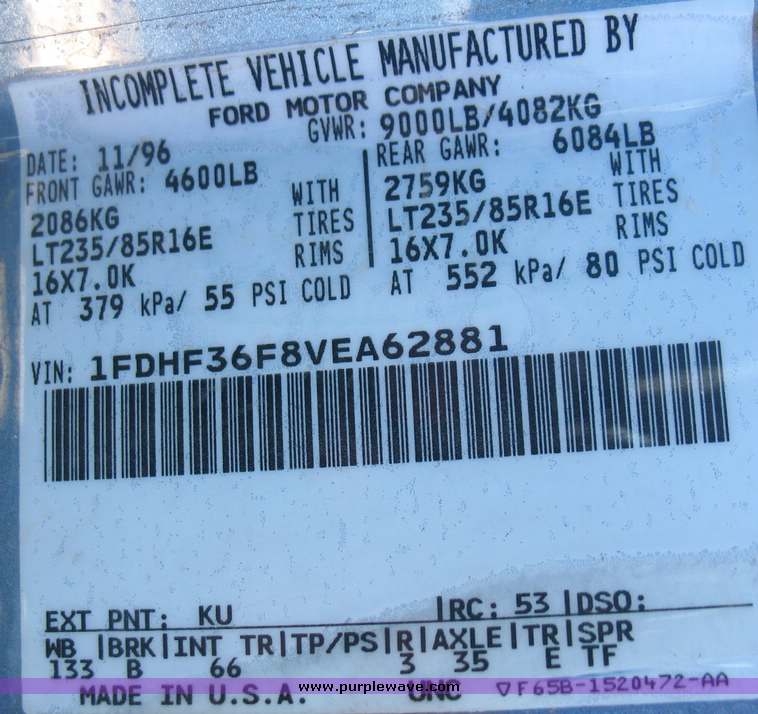 INCOMPLETE VEHICLE MANUFACTURED BY
FORD MOTOR COMPANY
GVWR: 9000LB/4082KG
DATE: 11/96
FRONT GAWR: 4600LB
2086KG WITH
LT235/85R16E TIRES
16X7.0K RIMS
AT 379 kPa/ 55 PSI COLD
REAR GAWR: 6084LB
2759KG WITH
LT235/85R16E TIRES
16X7.0K RIMS
AT 552 kPa/ 80 PSI COLD
VIN: 1FDHF36F8VEA62881
EXT PNT: KU |RC: 53 |DSO:
WB |BRK|INT TR|TP/PS|R|AXLE|TR|SPR
133 B 66 3 35 E TF
MADE IN U.S.A. UNC ▽F65B-1520472-AA
www.purplewave.com